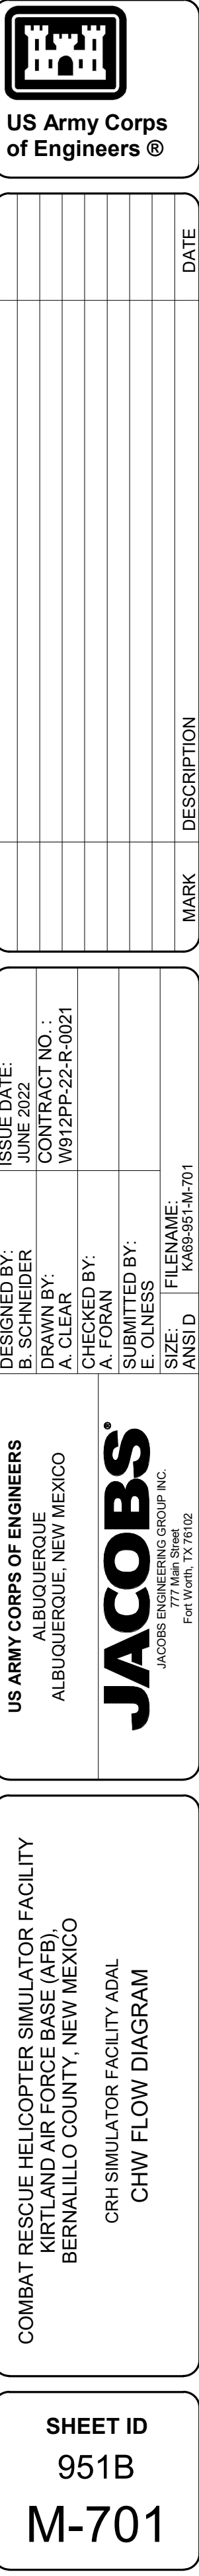 US Army Corps
of Engineers ®
DATE
DESCRIPTION
MARK
ISSUE DATE:
JUNE 2022
CONTRACT NO. :
W912PP-22-R-0021
FILENAME:
KA69-951-M-701
DESIGNED BY:
B. SCHNEIDER
DRAWN BY:
A. CLEAR
CHECKED BY:
A. FORAN
SUBMITTED BY:
E. OLNESS
SIZE:
ANSI D
US ARMY CORPS OF ENGINEERS
ALBUQUERQUE
ALBUQUERQUE, NEW MEXICO
JACOBS®
JACOBS ENGINEERING GROUP INC.
777 Main Street
Fort Worth, TX 76102
COMBAT RESCUE HELICOPTER SIMULATOR FACILITY
KIRTLAND AIR FORCE BASE (AFB),
BERNALILLO COUNTY, NEW MEXICO
CRH SIMULATOR FACILITY ADAL
CHW FLOW DIAGRAM
SHEET ID
951B
M-701